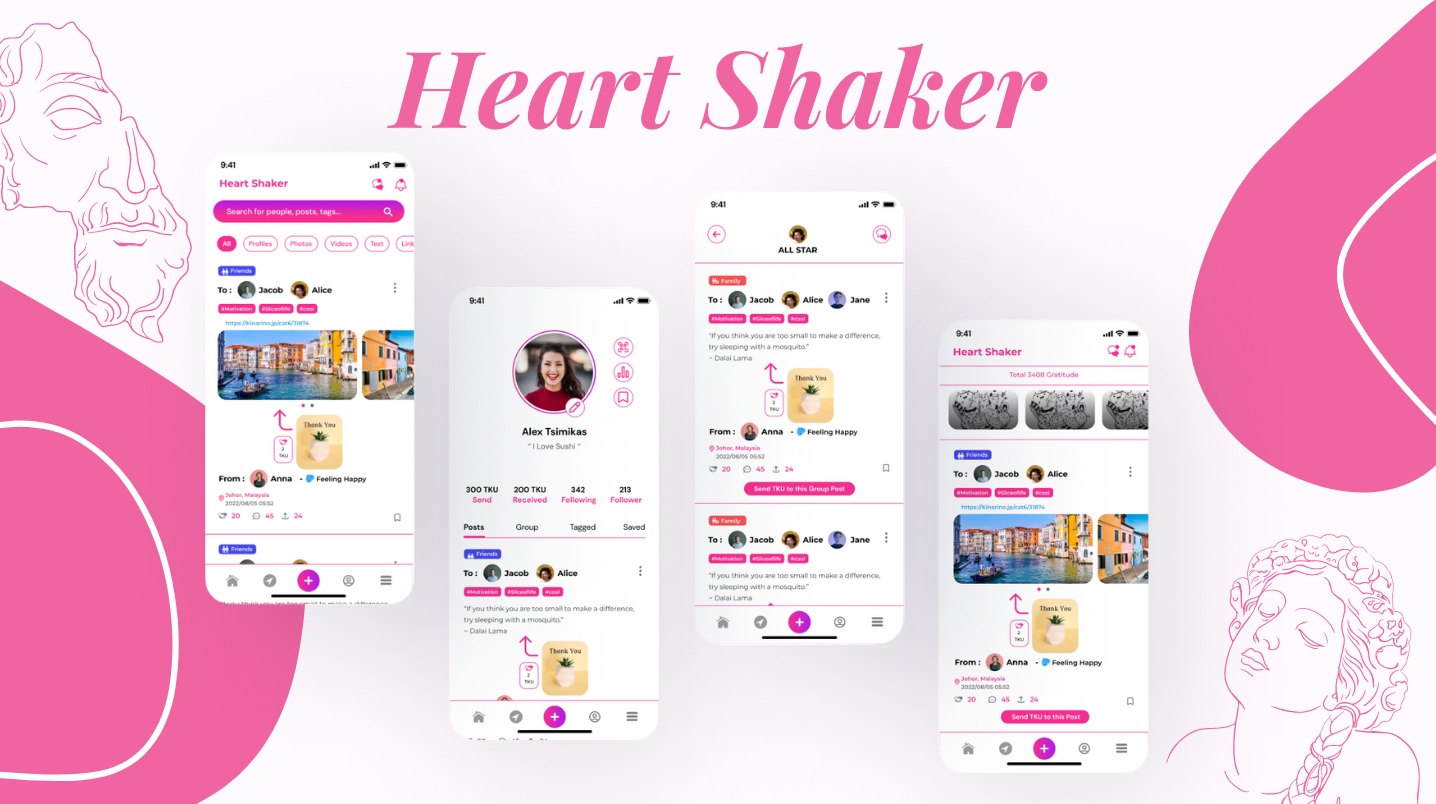 Heart Shaker
9:41
Heart Shaker
Search for people, posts, tags...
All Profiles Photos Videos Text Link
Friends
To : Jacob Alice
#Motivation #Sliceoflife #cool
https://Kinarino.jp/cat6/31874
Thank You
2
TKU
From : Anna - Feeling Happy
Johor, Malaysia
2022/08/05 05:52
20 45 24
Friends
9:41
Alex Tsimikas
" I Love Sushi "
300 TKU 200 TKU 342 213
Send Received Following Follower
Posts Group Tagged Saved
Friends
To : Jacob Alice
#Motivation #Sliceoflife #cool
"If you think you are too small to make a difference,
try sleeping with a mosquito."
~ Dalai Lama
Thank You
2
TKU
9:41
ALL STAR
Family
To : Jacob Alice Jane
#Motivation #Sliceoflife #cool
"If you think you are too small to make a difference,
try sleeping with a mosquito."
~ Dalai Lama
Thank You
2
TKU
From : Anna - Feeling Happy
Johor, Malaysia
2022/08/05 05:52
20 45 24
Send TKU to this Group Post
Family
To : Jacob Alice Jane
#Motivation #Sliceoflife #cool
"If you think you are too small to make a difference,
try sleeping with a mosquito."
~ Dalai Lama
9:41
Heart Shaker
Total 3408 Gratitude
Friends
To : Jacob Alice
#Motivation #Sliceoflife #cool
https://Kinarino.jp/cat6/31874
Thank You
2
TKU
From : Anna - Feeling Happy
Johor, Malaysia
2022/08/05 05:52
20 45 24
Send TKU to this Post